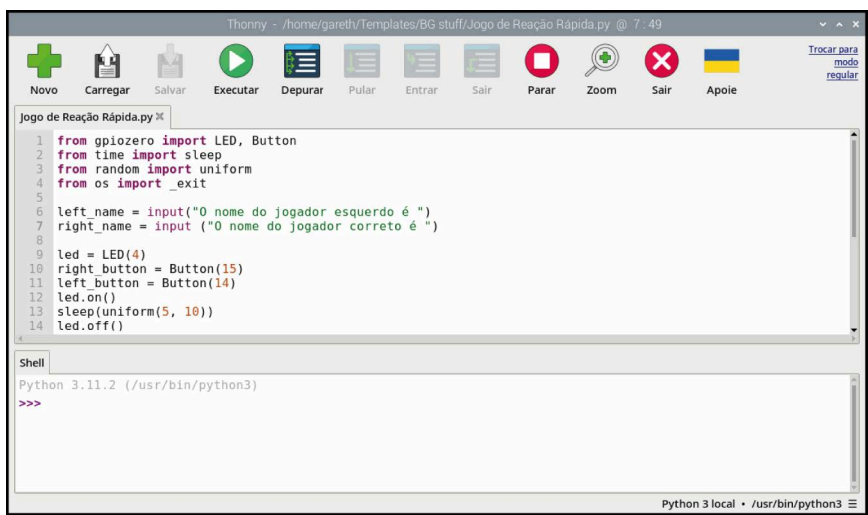 Thonny - /home/gareth/Templates/BG stuff/Jogo de Reação Rápida.py @ 7 : 49
Novo Carregar Salvar Executar Depurar Pular Entrar Sair Parar Zoom Sair Apoie
Trocar para
modo
regular
Jogo de Reação Rápida.py
1 from gpiozero import LED, Button
2 from time import sleep
3 from random import uniform
4 from os import _exit
5
6 left_name = input("O nome do jogador esquerdo é ")
7 right_name = input ("O nome do jogador correto é ")
8
9 led = LED(4)
10 right_button = Button(15)
11 left_button = Button(14)
12 led.on()
13 sleep(uniform(5, 10))
14 led.off()
Shell
Python 3.11.2 (/usr/bin/python3)
>>>
Python 3 local • /usr/bin/python3 ☰